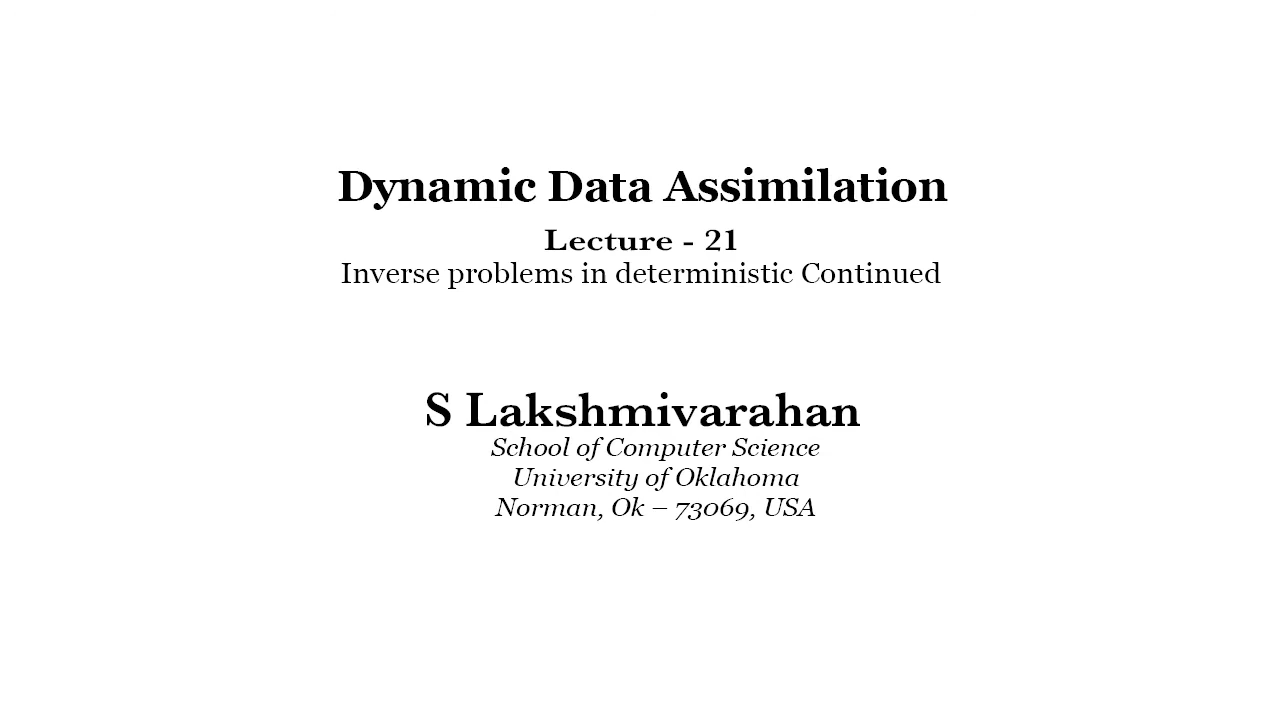 Dynamic Data Assimilation
Lecture - 21
Inverse problems in deterministic Continued
S Lakshmivarahan
School of Computer Science
University of Oklahoma
Norman, Ok – 73069, USA